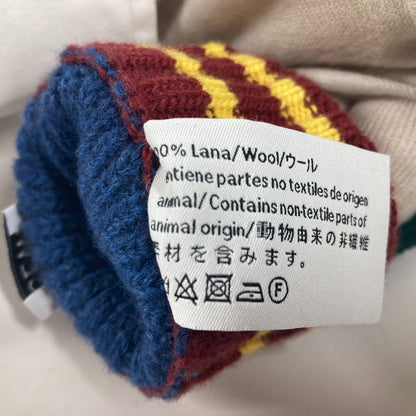 00% Lana/Wool/ウール
ntiene partes no textiles de origen
animal/Contains non-textile parts of
animal origin/動物由来の非繊維
素材を含みます。
F